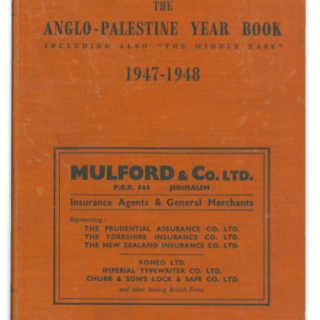 THE
ANGLO-PALESTINE YEAR BOOK
INCLUDING ALSO "THE MIDDLE EAST"
1947-1948
MULFORD & CO. LTD.
P.O.B. 544 JERUSALEM
Insurance Agents & General Merchants
Representing:
THE PRUDENTIAL ASSURANCE CO. LTD.
THE YORKSHIRE INSURANCE CO. LTD.
THE NEW ZEALAND INSURANCE CO. LTD.
RONEO LTD.
IMPERIAL TYPEWRITER CO. LTD.
CHUBB & SON'S LOCK & SAFE CO. LTD.
and other leading British Firms.